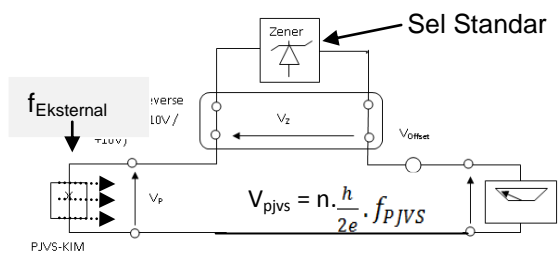 Zener
Sel Standar
fEksternal
everse
10V /
+10V)
VZ
VOffset
VP
Vpjvs = n. h/2e . fPJVS
PJVS-KIM